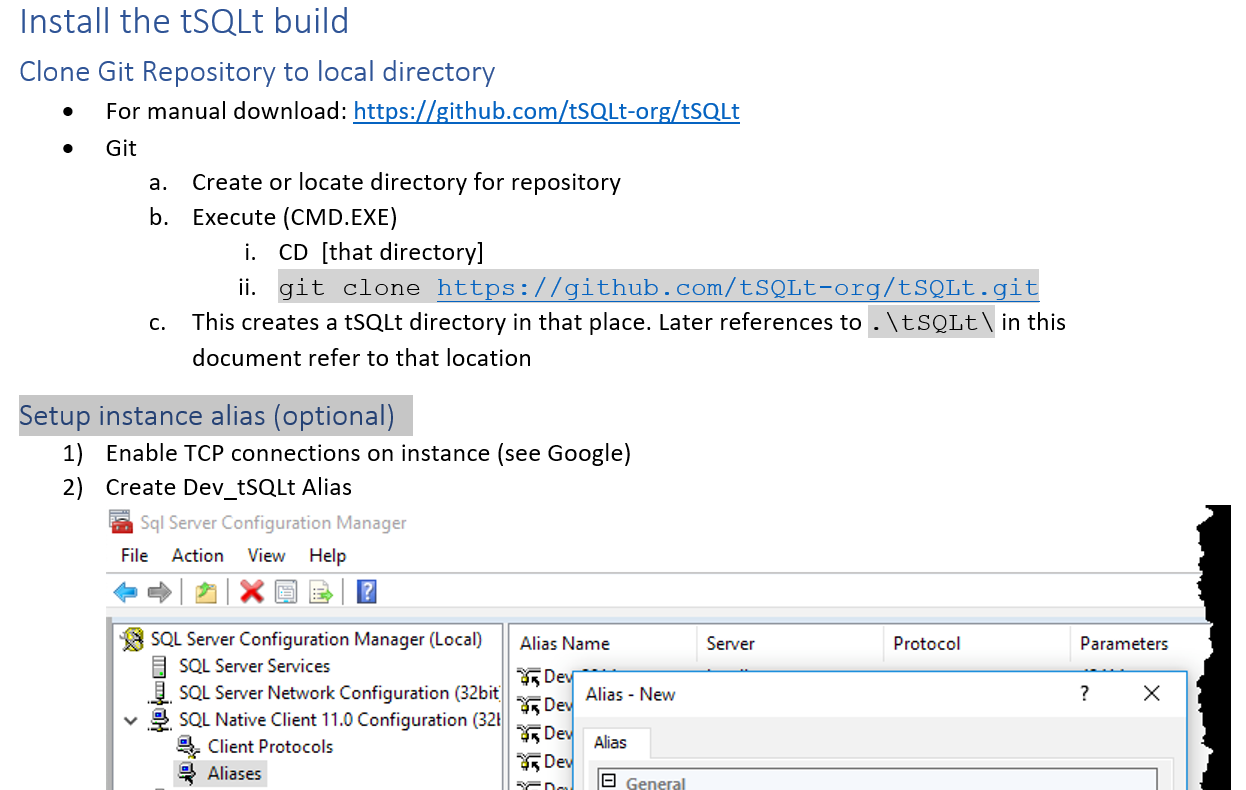 Install the tSQLt build
Clone Git Repository to local directory
• For manual download: https://github.com/tSQLt-org/tSQLt
• Git
a. Create or locate directory for repository
b. Execute (CMD.EXE)
i. CD [that directory]
ii. git clone https://github.com/tSQLt-org/tSQLt.git
c. This creates a tSQLt directory in that place. Later references to .\tSQLt\ in this
document refer to that location
Setup instance alias (optional)
1) Enable TCP connections on instance (see Google)
2) Create Dev_tSQLt Alias
Sql Server Configuration Manager
File Action View Help
SQL Server Configuration Manager (Local)
SQL Server Services
SQL Server Network Configuration (32bit
SQL Native Client 11.0 Configuration (32b
Client Protocols
Aliases
Alias Name Server Protocol Parameters
Dev
Dev
Dev
Dev
Alias - New
? 
Alias
General